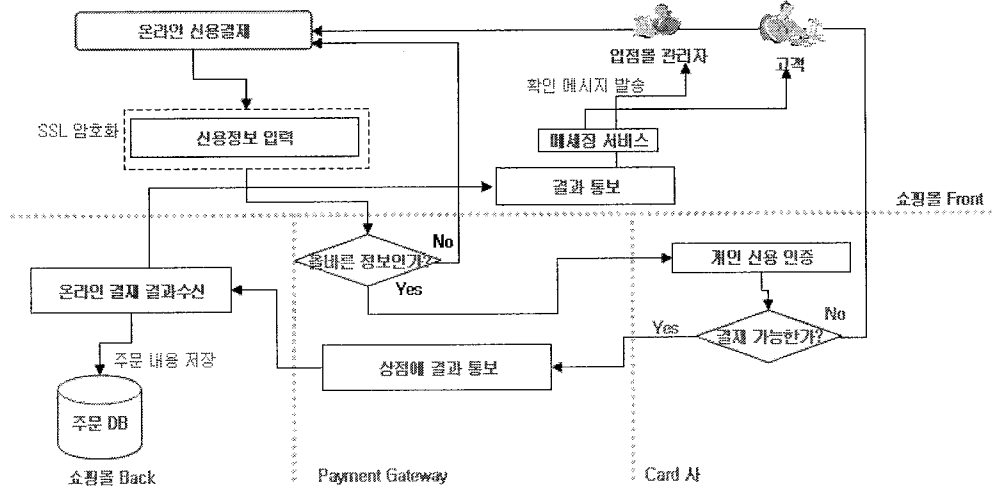 온라인 신용결재
입점몰 관리자
고객
확인 메시지 발송
SSL 암호화
신용정보 입력
메세징 서비스
결과 통보
쇼핑몰 Front
올바른 정보인가?
No
Yes
개인 신용 인증
온라인 결재 결과수신
결재 가능한가?
No
Yes
상점에 결과 통보
주문 내용 저장
주문 DB
쇼핑몰 Back
Payment Gateway
Card 사